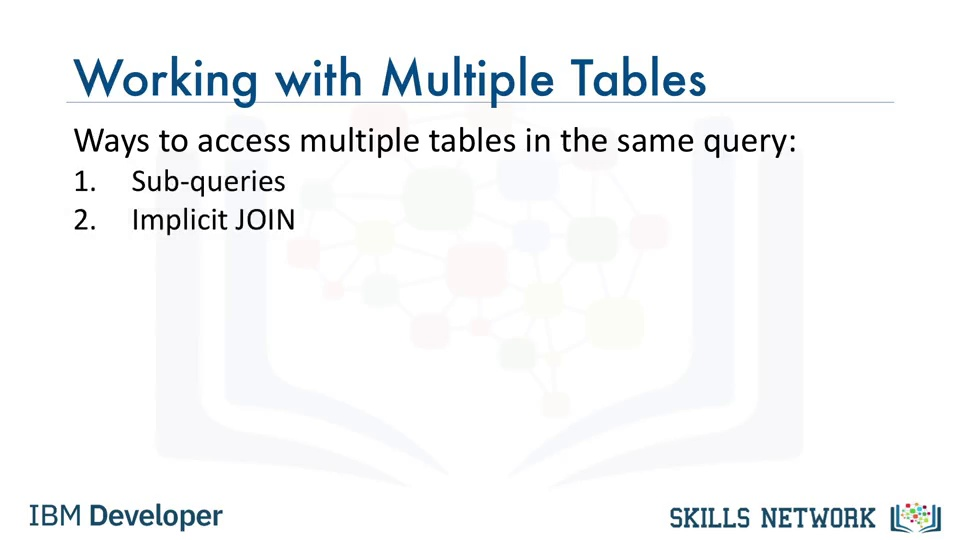 Working with Multiple Tables
Ways to access multiple tables in the same query:
1. Sub-queries
2. Implicit JOIN
IBM Developer
SKILLS NETWORK